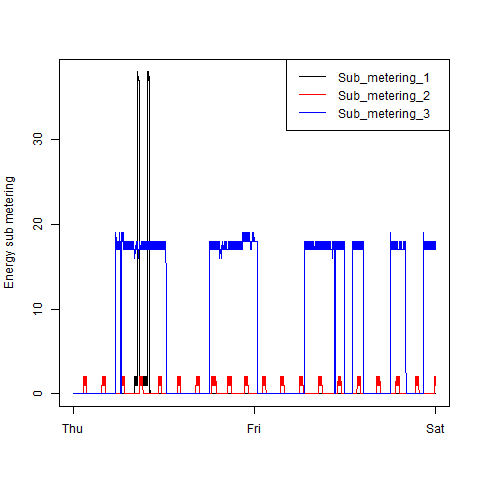 Sub_metering_1
Sub_metering_2
Sub_metering_3
Energy sub metering
30
20
10
0
Thu
Fri
Sat